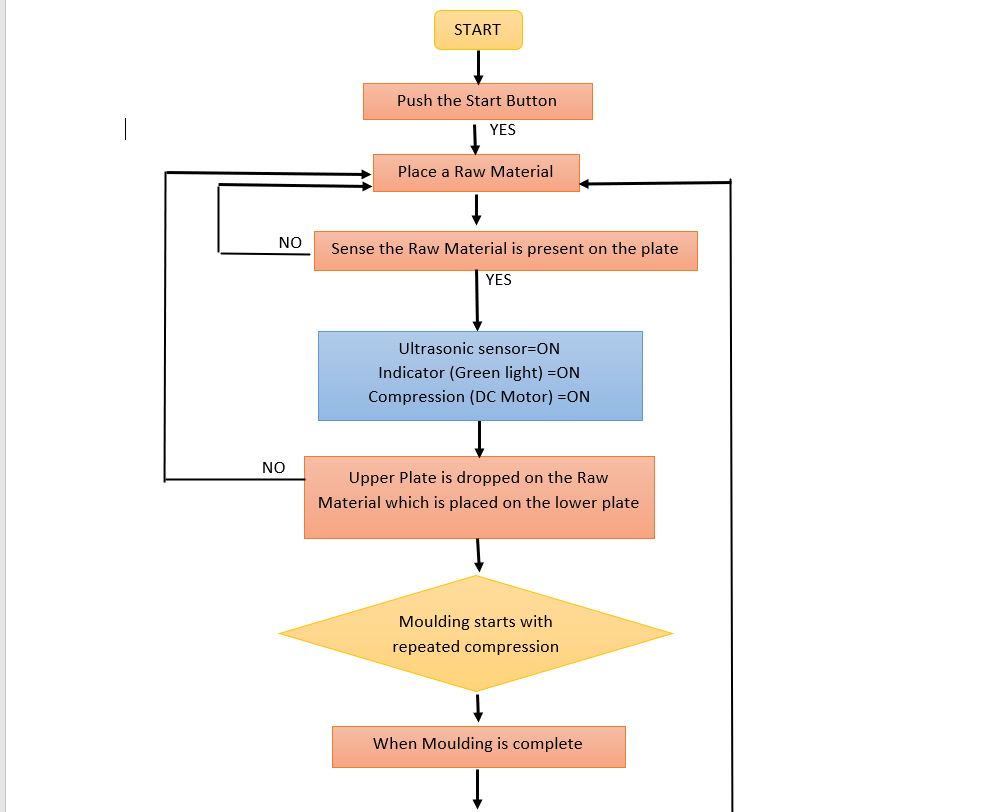 START
Push the Start Button
YES
Place a Raw Material
NO
Sense the Raw Material is present on the plate
YES
Ultrasonic sensor=ON
Indicator (Green light) =ON
Compression (DC Motor) =ON
NO
Upper Plate is dropped on the Raw
Material which is placed on the lower plate
Moulding starts with
repeated compression
When Moulding is complete